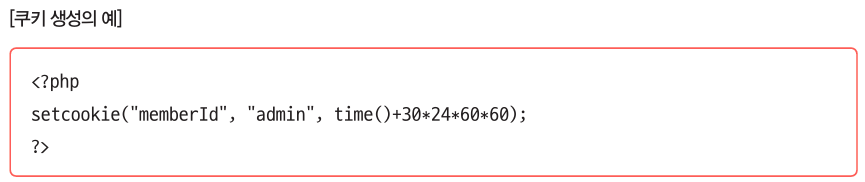 [쿠키 생성의 예]
<?php
setcookie("memberId", "admin", time()+30*24*60*60);
?>